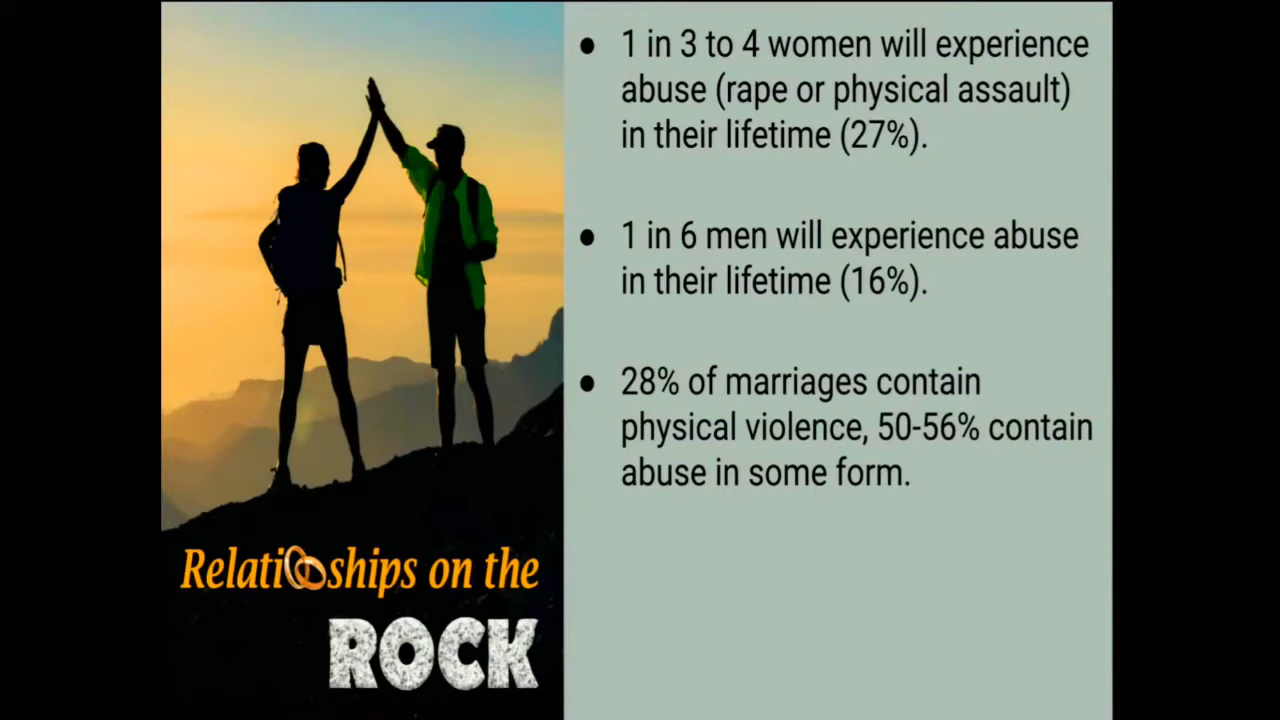 ● 1 in 3 to 4 women will experience
abuse (rape or physical assault)
in their lifetime (27%).
● 1 in 6 men will experience abuse
in their lifetime (16%).
● 28% of marriages contain
physical violence, 50-56% contain
abuse in some form.
Relationships on the
ROCK